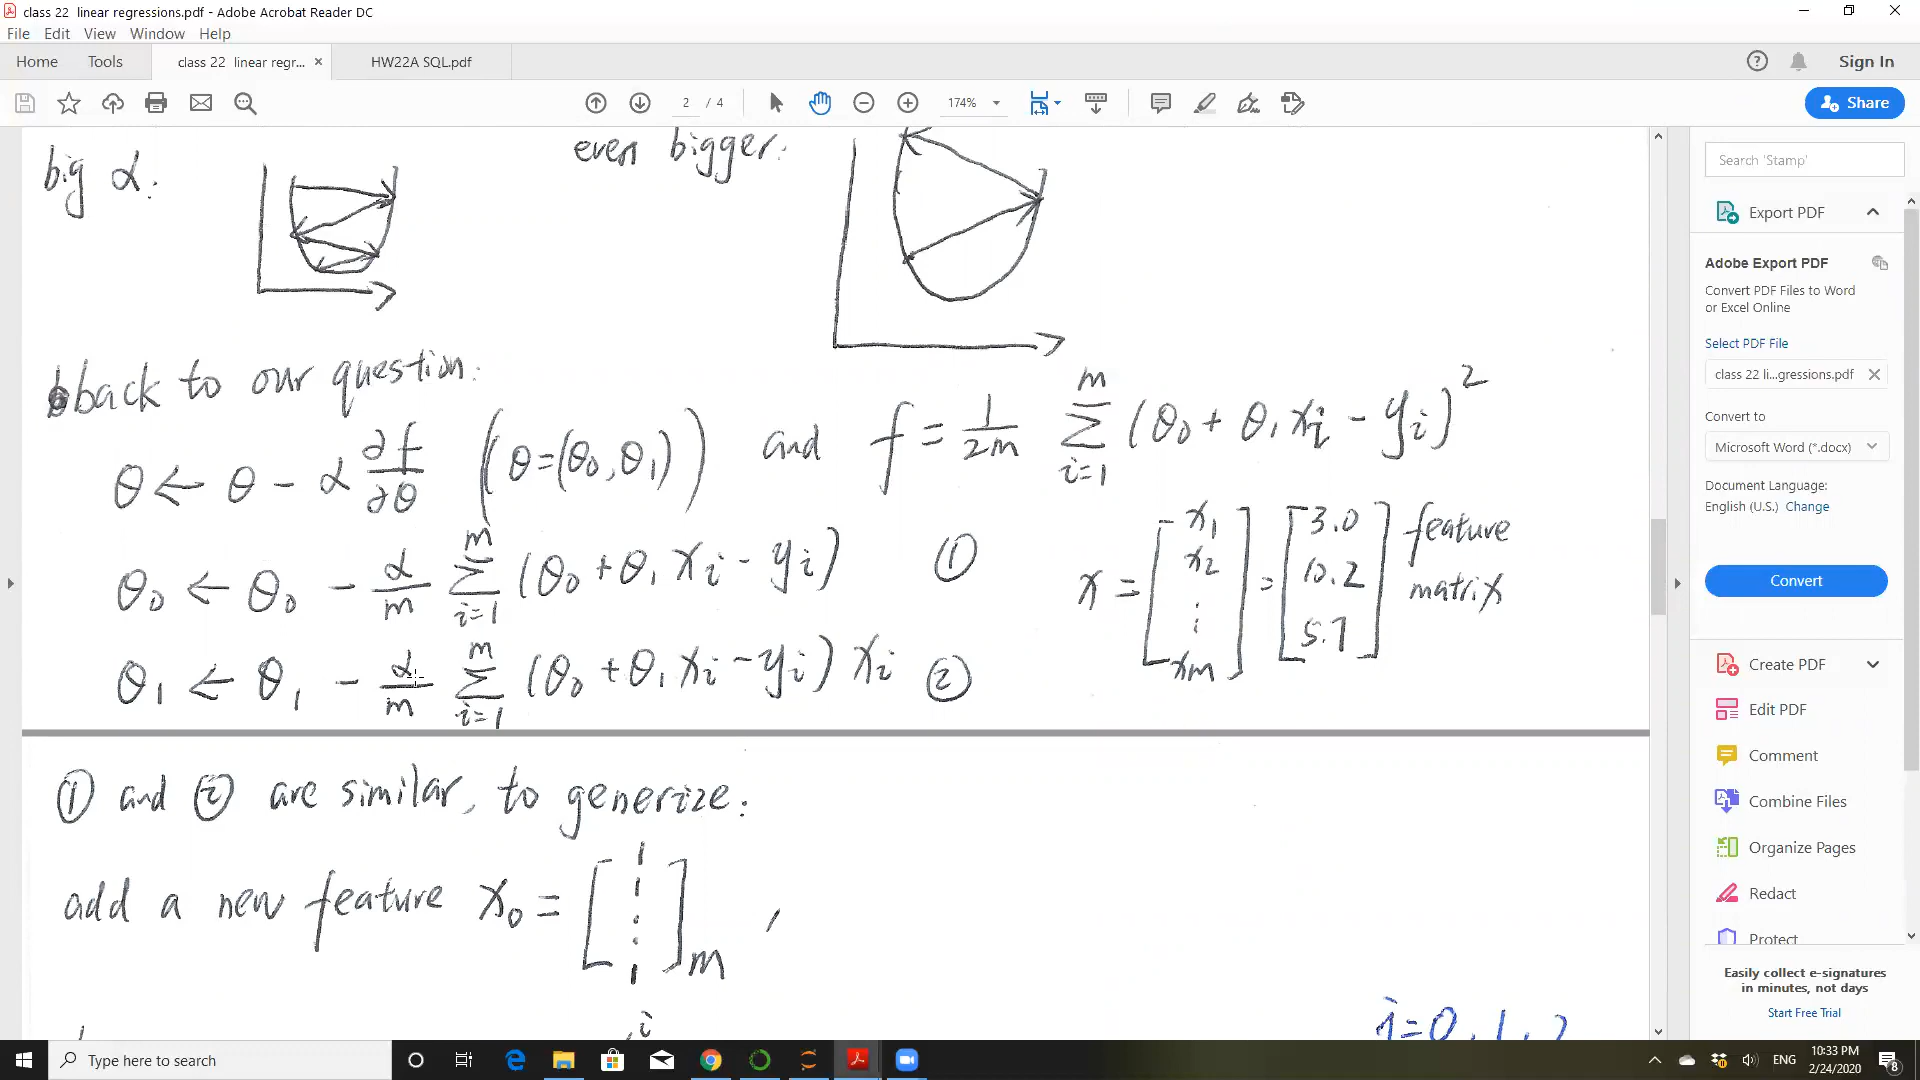 class 22  linear regressions.pdf - Adobe Acrobat Reader DC
File Edit View Window Help
Home Tools class 22  linear regr... × HW22A SQL.pdf Sign In
2 / 4 174% Share
big α:
even bigger:
back to our question:
θ ← θ - α ∂f/∂θ (θ=(θ₀,θ₁)) and f = 1/2m Σ_{i=1}^{m} (θ₀ + θ₁xᵢ - yᵢ)²
θ₀ ← θ₀ - α/m Σ_{i=1}^{m} (θ₀ + θ₁xᵢ - yᵢ) ①
θ₁ ← θ₁ - α/m Σ_{i=1}^{m} (θ₀ + θ₁xᵢ - yᵢ) xᵢ ②
x = [x₁ x₂ ⋮ xm] = [3.0 10.2 5.7] feature matrix
① and ② are similar, to generize:
add a new feature x₀ = [1 1 ⋮ 1]m ,
i=0, 1, 2
Search 'Stamp'
Export PDF
Adobe Export PDF
Convert PDF Files to Word
or Excel Online
Select PDF File
class 22 li...gressions.pdf
Convert to
Microsoft Word (*.docx)
Document Language:
English (U.S.) Change
Convert
Create PDF
Edit PDF
Comment
Combine Files
Organize Pages
Redact
Protect
Easily collect e-signatures
in minutes, not days
Start Free Trial
Type here to search
ENG
10:33 PM
2/24/2020
8